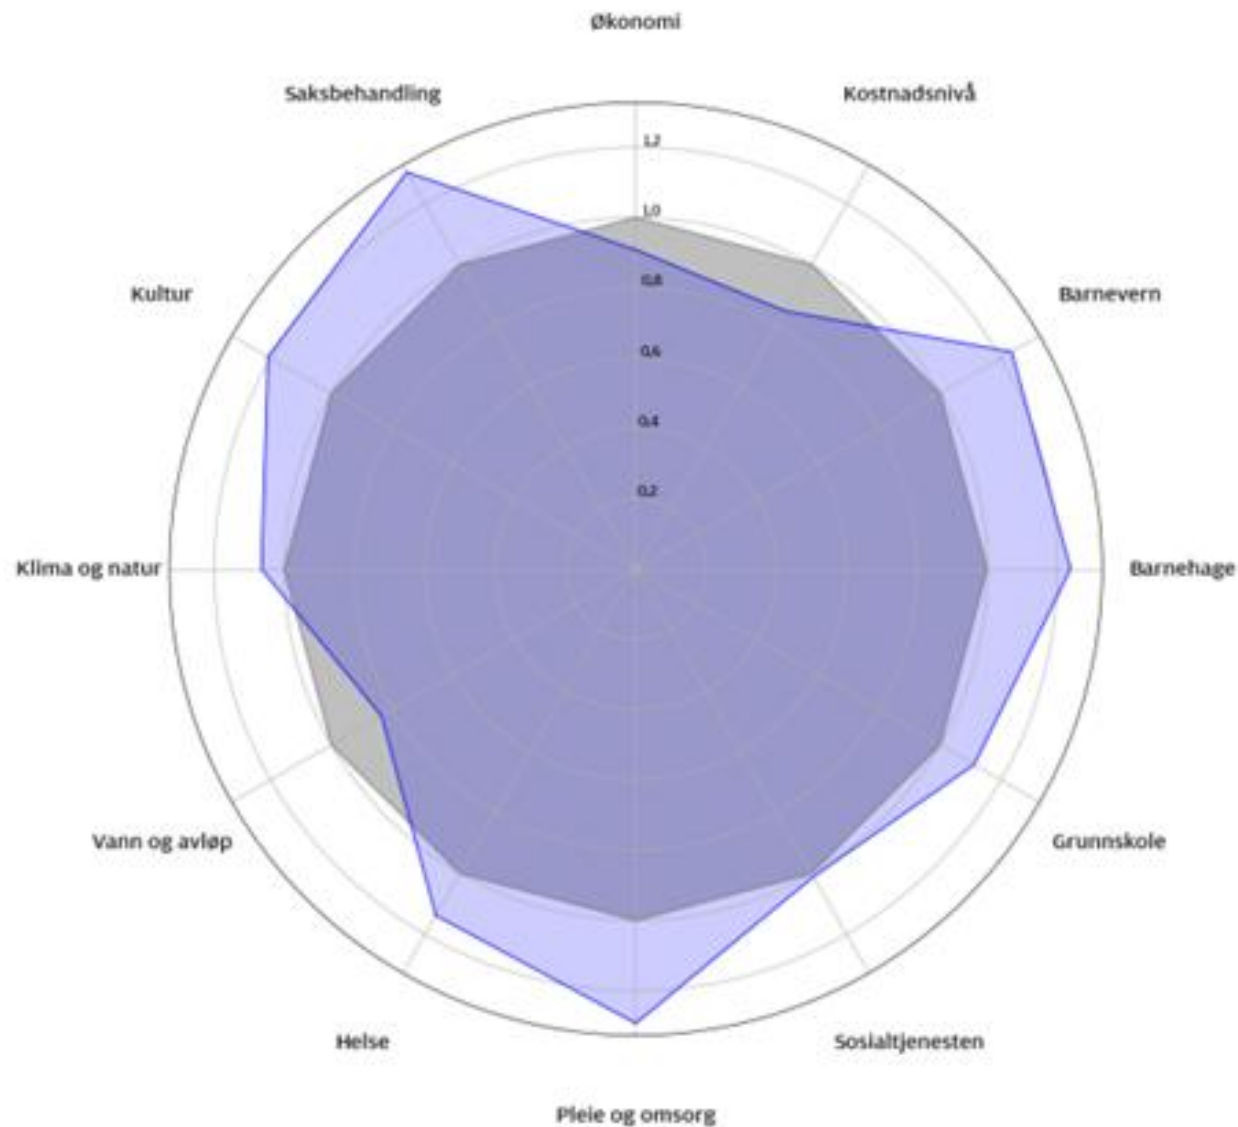 Økonomi
Saksbehandling
Kostnadsnivå
1,2
1,0
Kultur
Barnevern
0,8
0,6
0,4
0,2
Klima og natur
Barnehage
Vann og avløp
Grunnskole
Helse
Sosialtjenesten
Pleie og omsorg